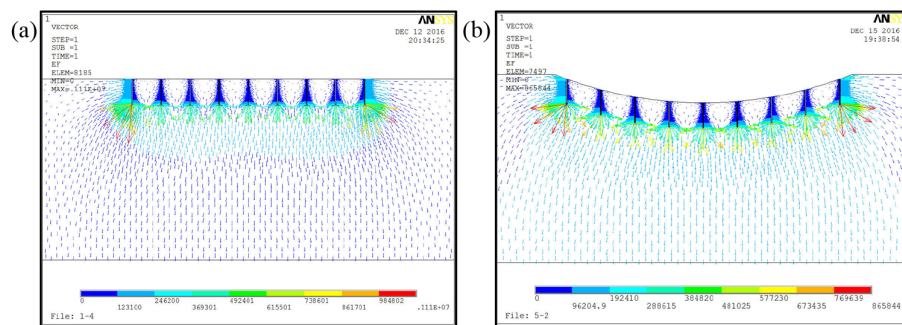 (a)
1
VECTOR
STEP=1
SUB =1
TIME=1
EF
ELEM=8185
MIN=0
MAX=.111E+07
ANSYS
DEC 12 2016
20:34:25
0
123100
246200
369301
492401
615501
738601
861701
984802
.111E+07
File: 1-4
(b)
1
VECTOR
STEP=1
SUB =1
TIME=1
EF
ELEM=7497
MIN=0
MAX=865844
ANSYS
DEC 15 2016
19:38:54
0
96204.9
192410
288615
384820
481025
577230
673435
769639
865844
File: 5-2